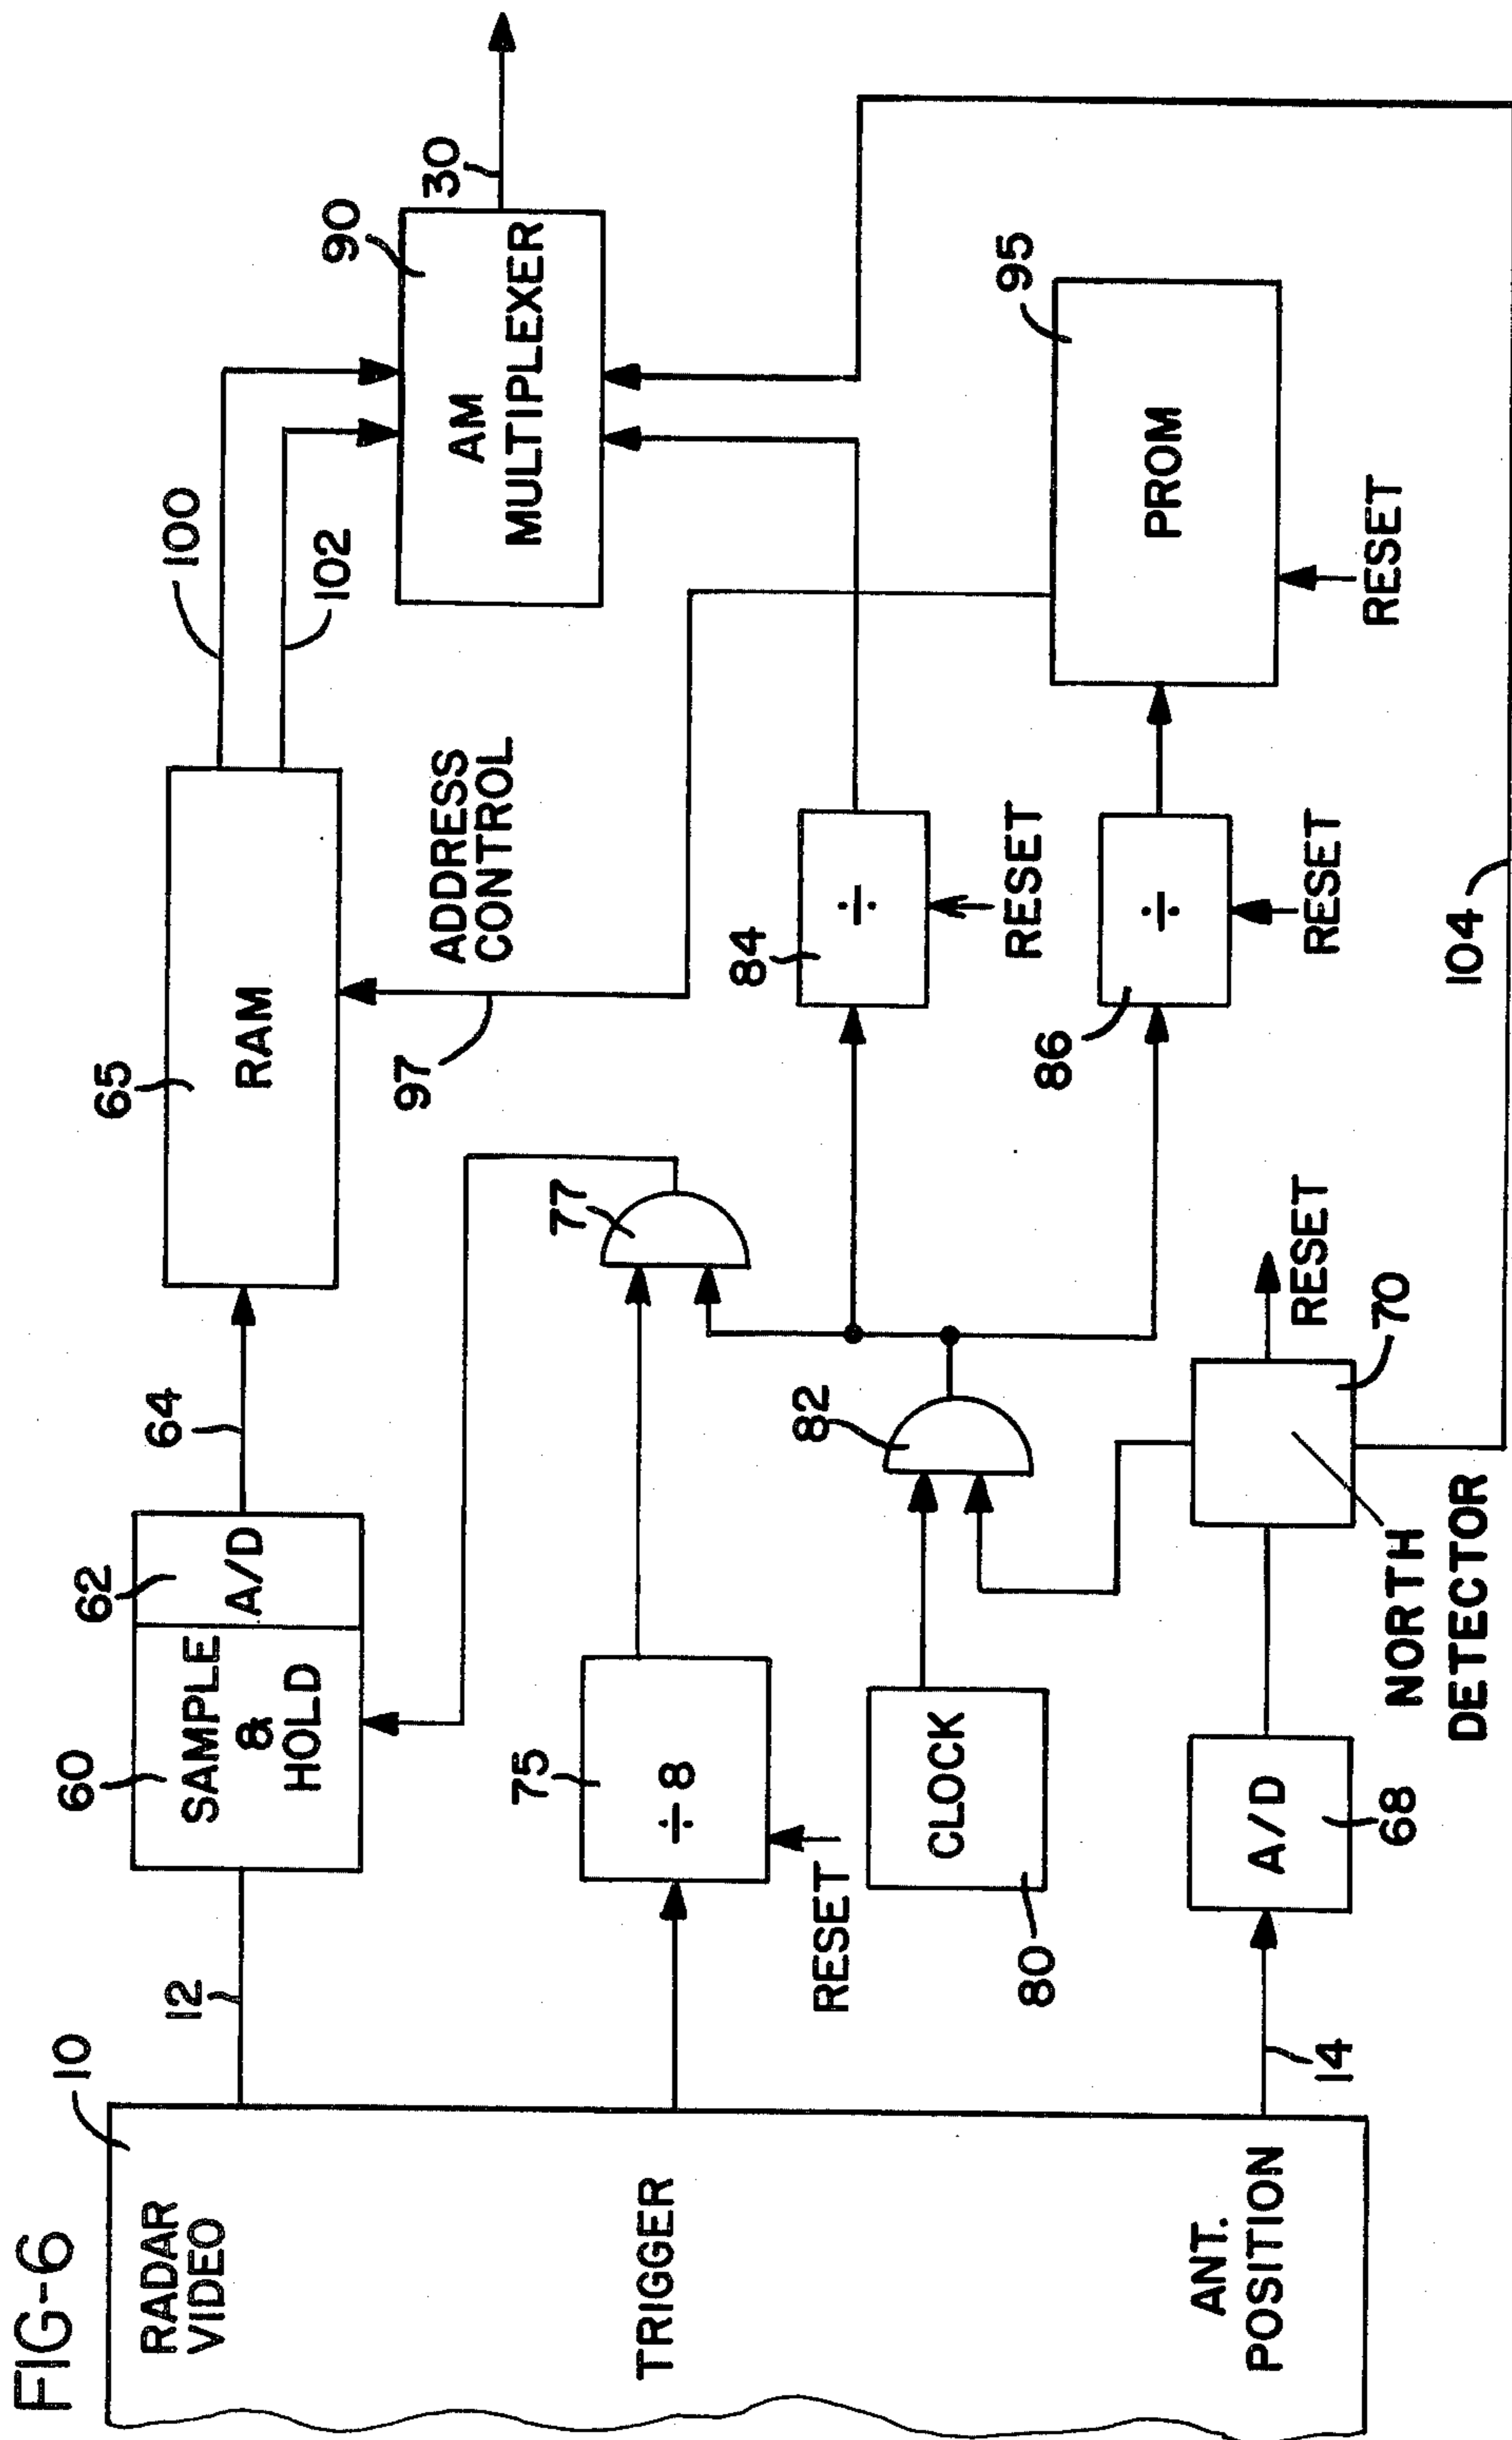 FIG-6
10
RADAR
VIDEO
TRIGGER
ANT.
POSITION
12
14
60
SAMPLE
&
HOLD
62
A/D
64
65
RAM
75
÷8
RESET
77
CLOCK
80
82
A/D
68
NORTH
DETECTOR
70
RESET
84
÷
RESET
86
÷
RESET
97
ADDRESS
CONTROL
100
102
90
AM
MULTIPLEXER
30
95
PROM
RESET
104